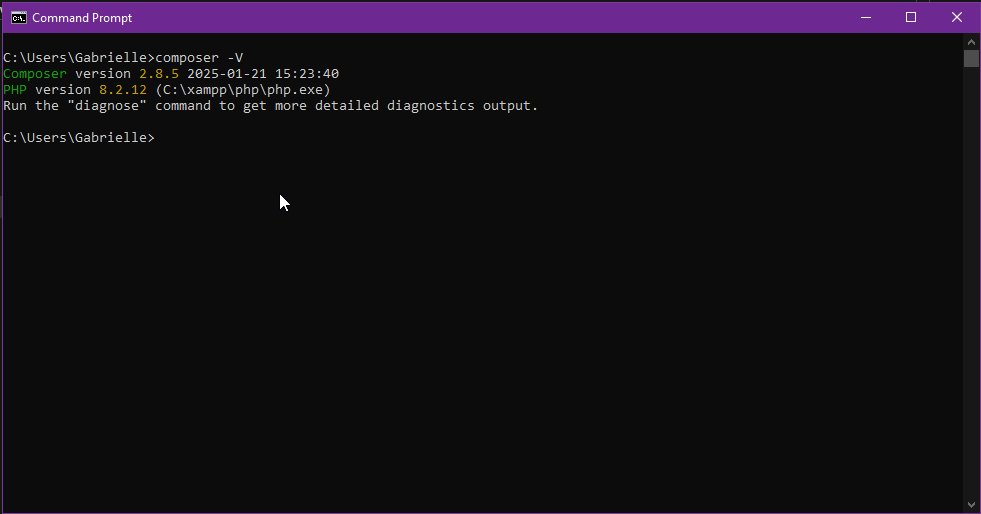 Command Prompt
C:\Users\Gabrielle>composer -V
Composer version 2.8.5 2025-01-21 15:23:40
PHP version 8.2.12 (C:\xampp\php\php.exe)
Run the "diagnose" command to get more detailed diagnostics output.
C:\Users\Gabrielle>